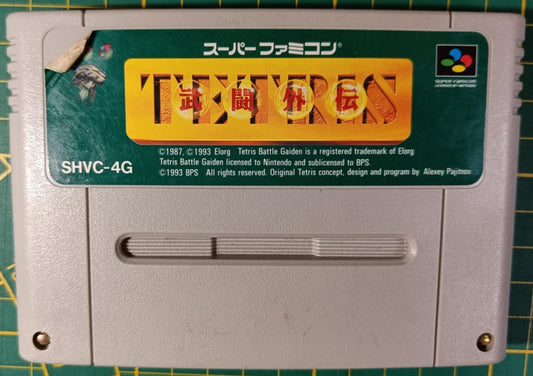 スーパーファミコン®
TETRIS
武闘外伝
SUPER FAMICOM
LICENSED BY NINTENDO
©1987, ©1993 Elorg Tetris Battle Gaiden is a registered trademark of Elorg.
Tetris Battle Gaiden licensed to Nintendo and sublicensed to BPS.
SHVC-4G
©1993 BPS All rights reserved. Original Tetris concept, design and program by Alexey Pajitnov.